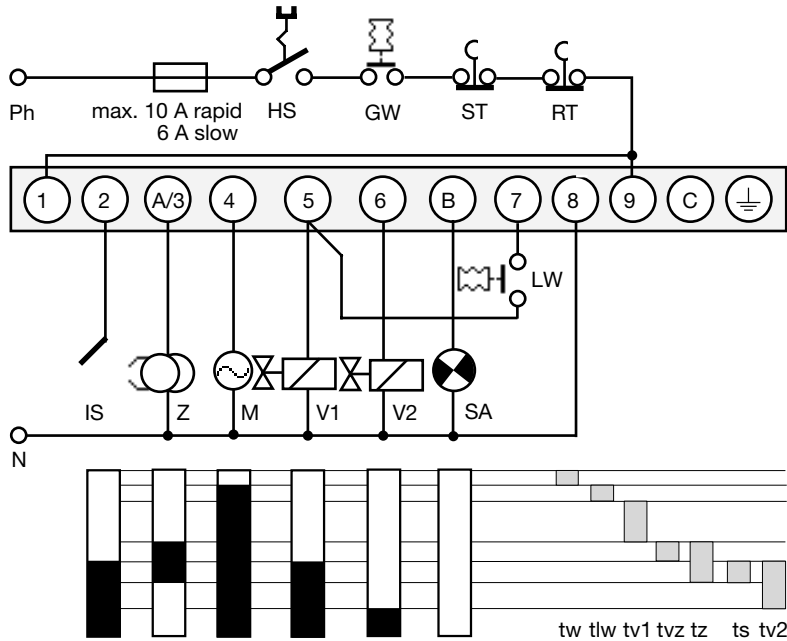 Ph
max. 10 A rapid
6 A slow
HS
GW
ST
RT
1
2
A/3
4
5
6
B
7
8
9
C
LW
IS
Z
M
V1
V2
SA
N
tw tlw tv1 tvz tz ts tv2